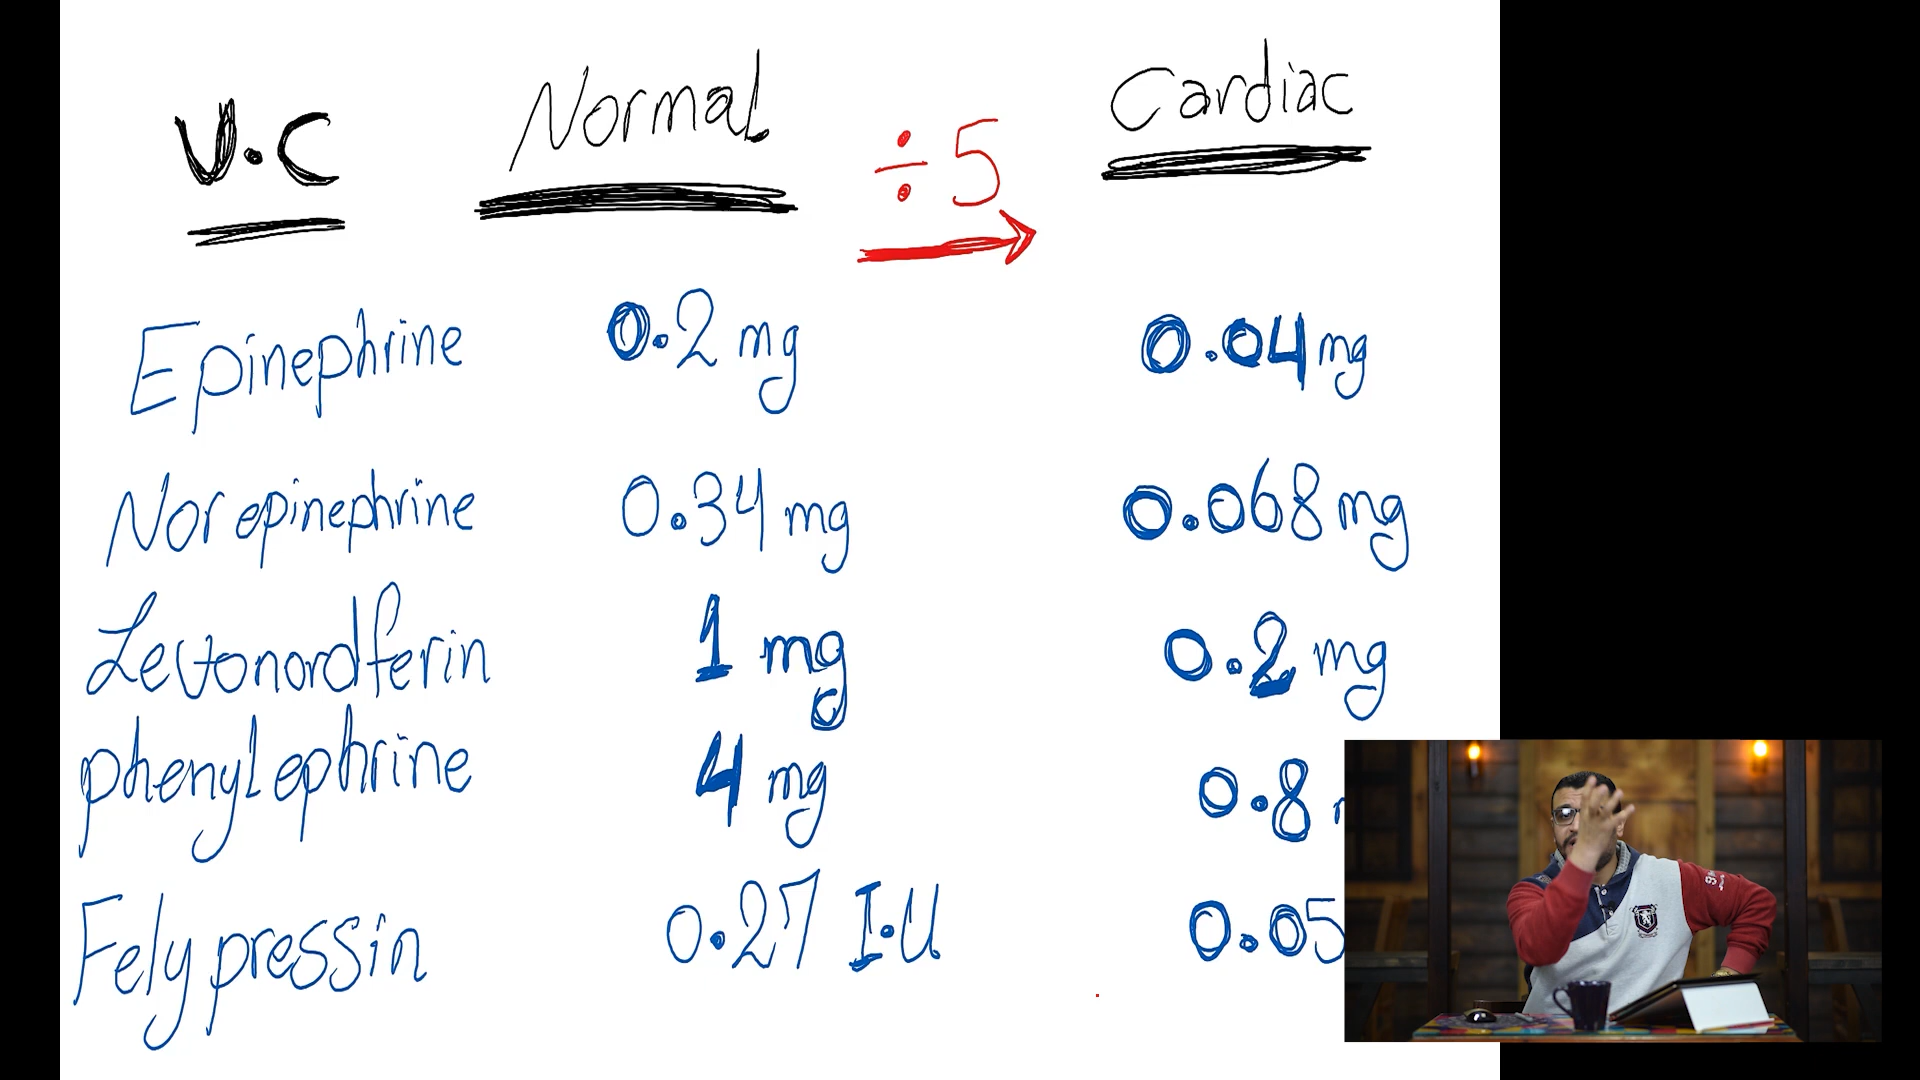 V.C Normal ÷5 Cardiac
Epinephrine 0.2 mg 0.04 mg
Norepinephrine 0.34 mg 0.068 mg
Levonordferin 1 mg 0.2 mg
phenylephrine 4 mg 0.8
Felypressin 0.27 I.U 0.05